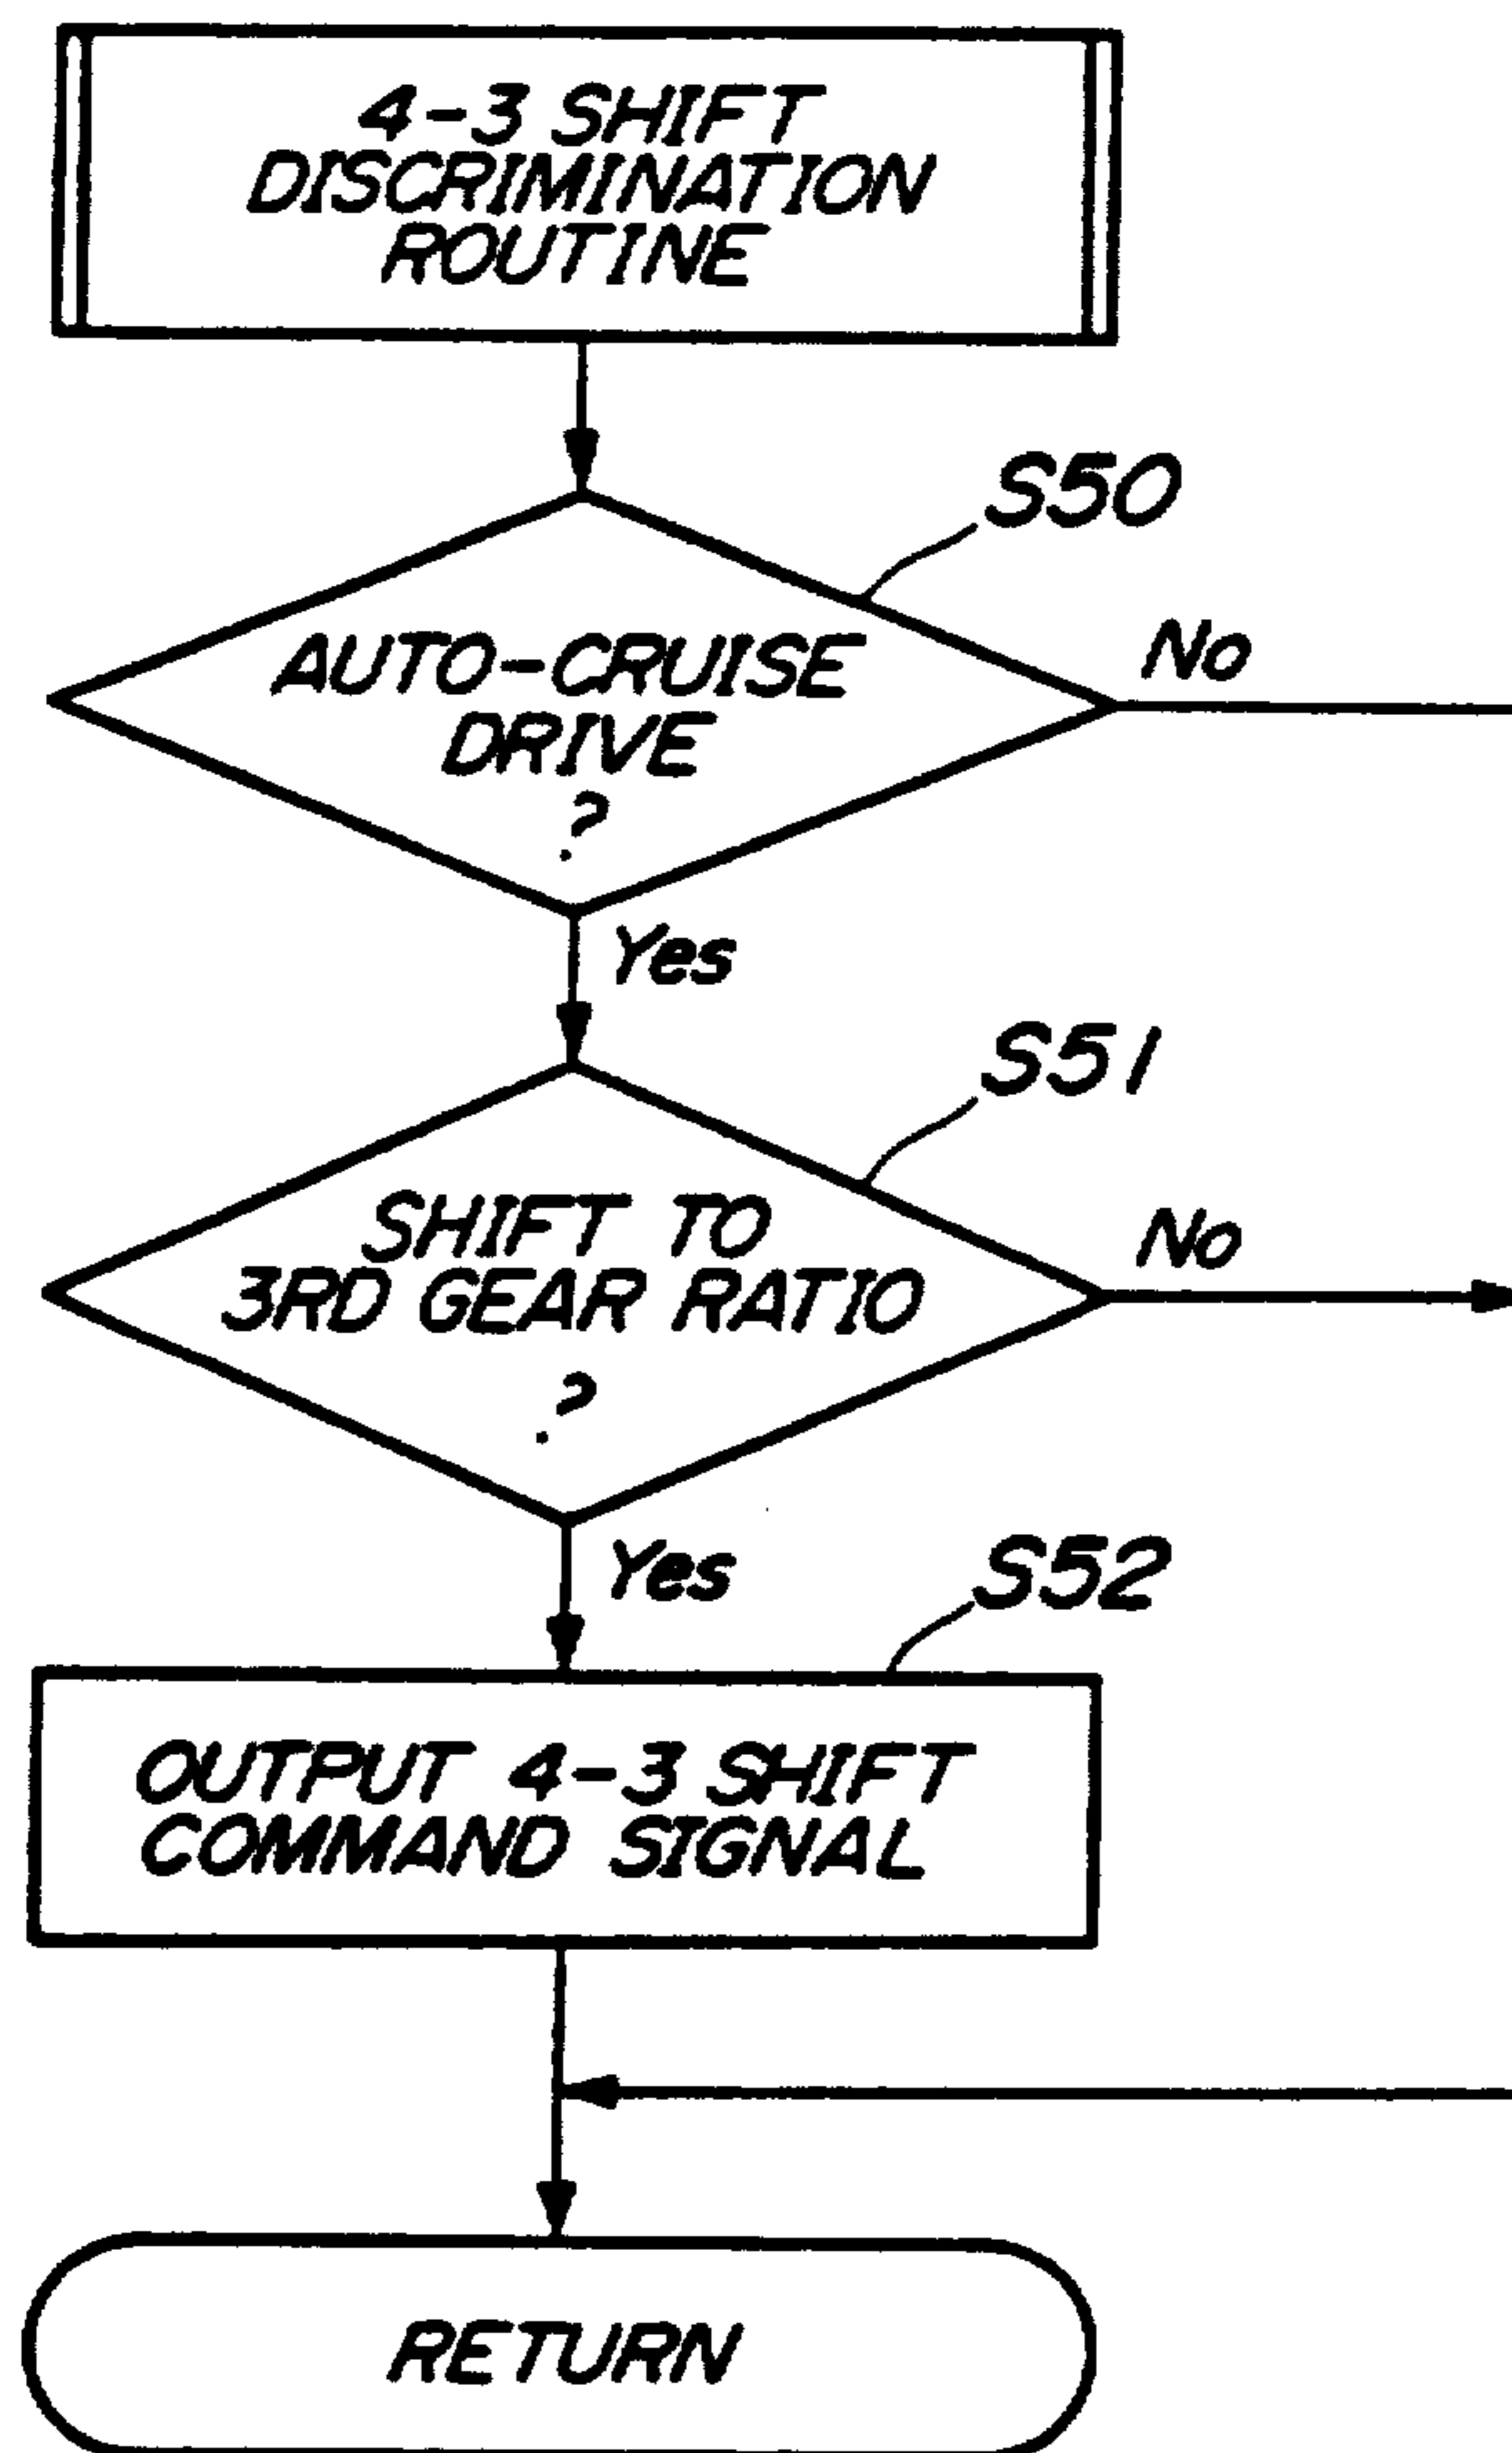 4-3 SHIFT
DISCRIMINATION
ROUTINE
S50
AUTO-CRUISE
DRIVE
?
No
Yes
S51
SHIFT TO
3RD GEAR RATIO
?
No
Yes
S52
OUTPUT 4-3 SHIFT
COMMAND SIGNAL
RETURN